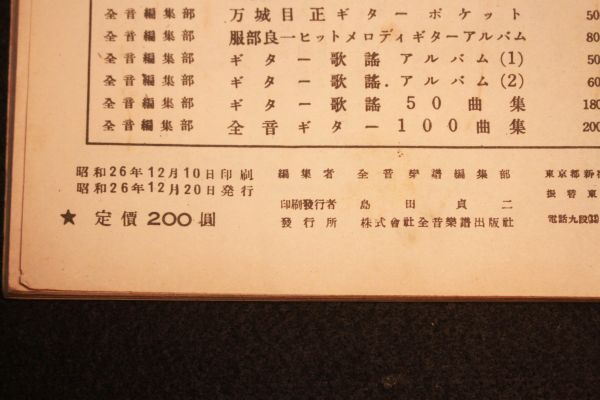 全音編集部 万城目正ギターポケット 50
全音編集部 服部良一ヒットメロディギターアルバム 80
全音編集部 ギター歌謡アルバム(1) 50
全音編集部 ギター歌謡アルバム(2) 60
全音編集部 ギター歌謡50曲集 180
全音編集部 全音ギター100曲集 200
昭和26年12月10日印刷
昭和26年12月20日発行
★ 定價 200 圓
編集者 全音樂譜編集部
印刷發行者 島田貞二
發行所 株式會社全音樂譜出版社
東京都新宿
振替東
電話九段(33)